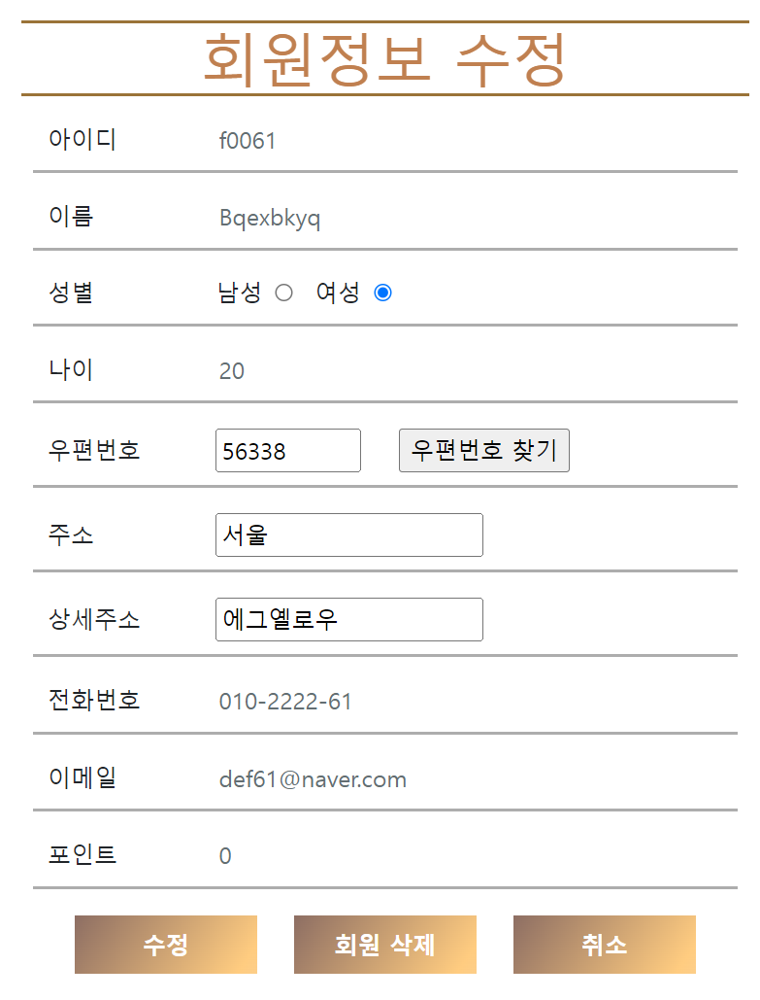 회원정보 수정
아이디 f0061
이름 Bqexbkyq
성별 남성 여성
나이 20
우편번호 56338 우편번호 찾기
주소 서울
상세주소 에그옐로우
전화번호 010-2222-61
이메일 def61@naver.com
포인트 0
수정 회원 삭제 취소